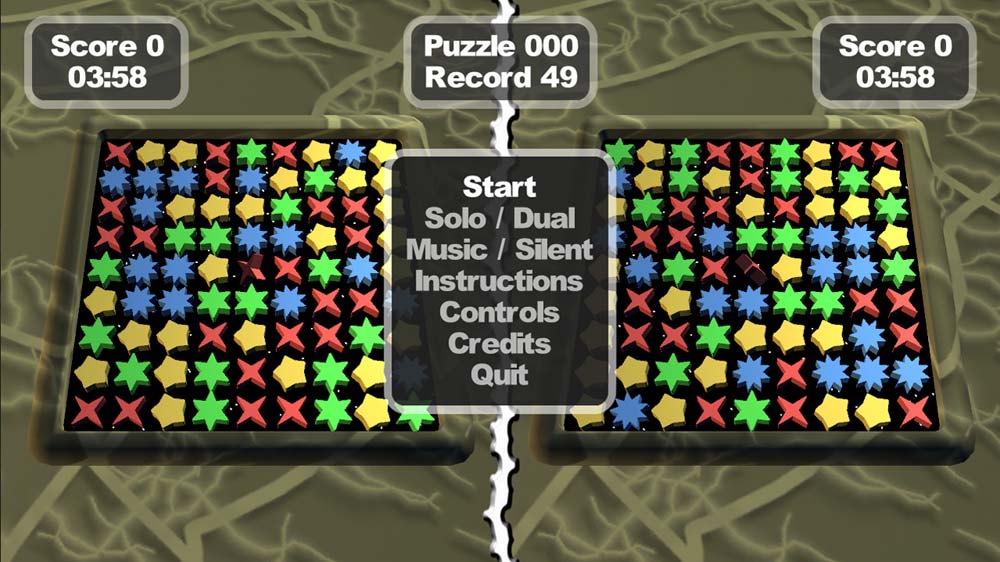 Score 0
03:58
Puzzle 000
Record 49
Score 0
03:58
Start
Solo / Dual
Music / Silent
Instructions
Controls
Credits
Quit